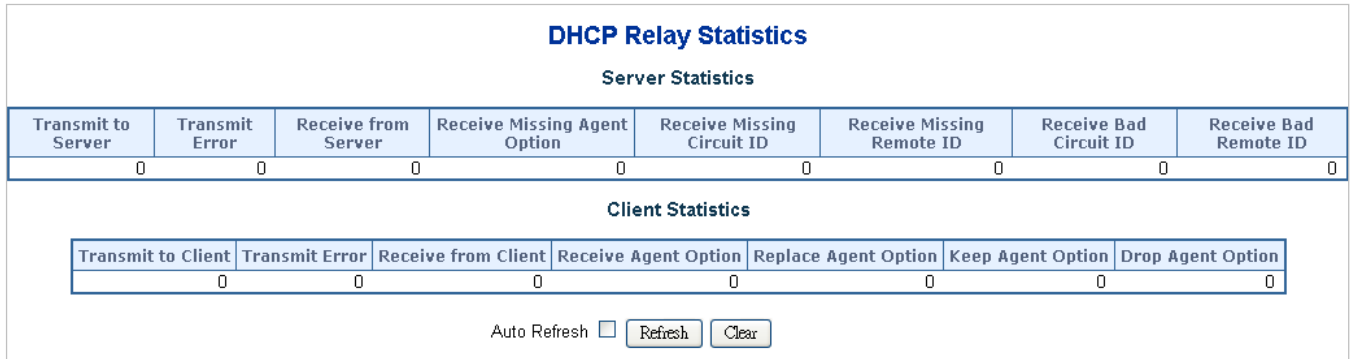 DHCP Relay Statistics
Server Statistics
Transmit to Server Transmit Error Receive from Server Receive Missing Agent Option Receive Missing Circuit ID Receive Missing Remote ID Receive Bad Circuit ID Receive Bad Remote ID
0 0 0 0 0 0 0 0
Client Statistics
Transmit to Client Transmit Error Receive from Client Receive Agent Option Replace Agent Option Keep Agent Option Drop Agent Option
0 0 0 0 0 0 0
Auto Refresh Refresh Clear